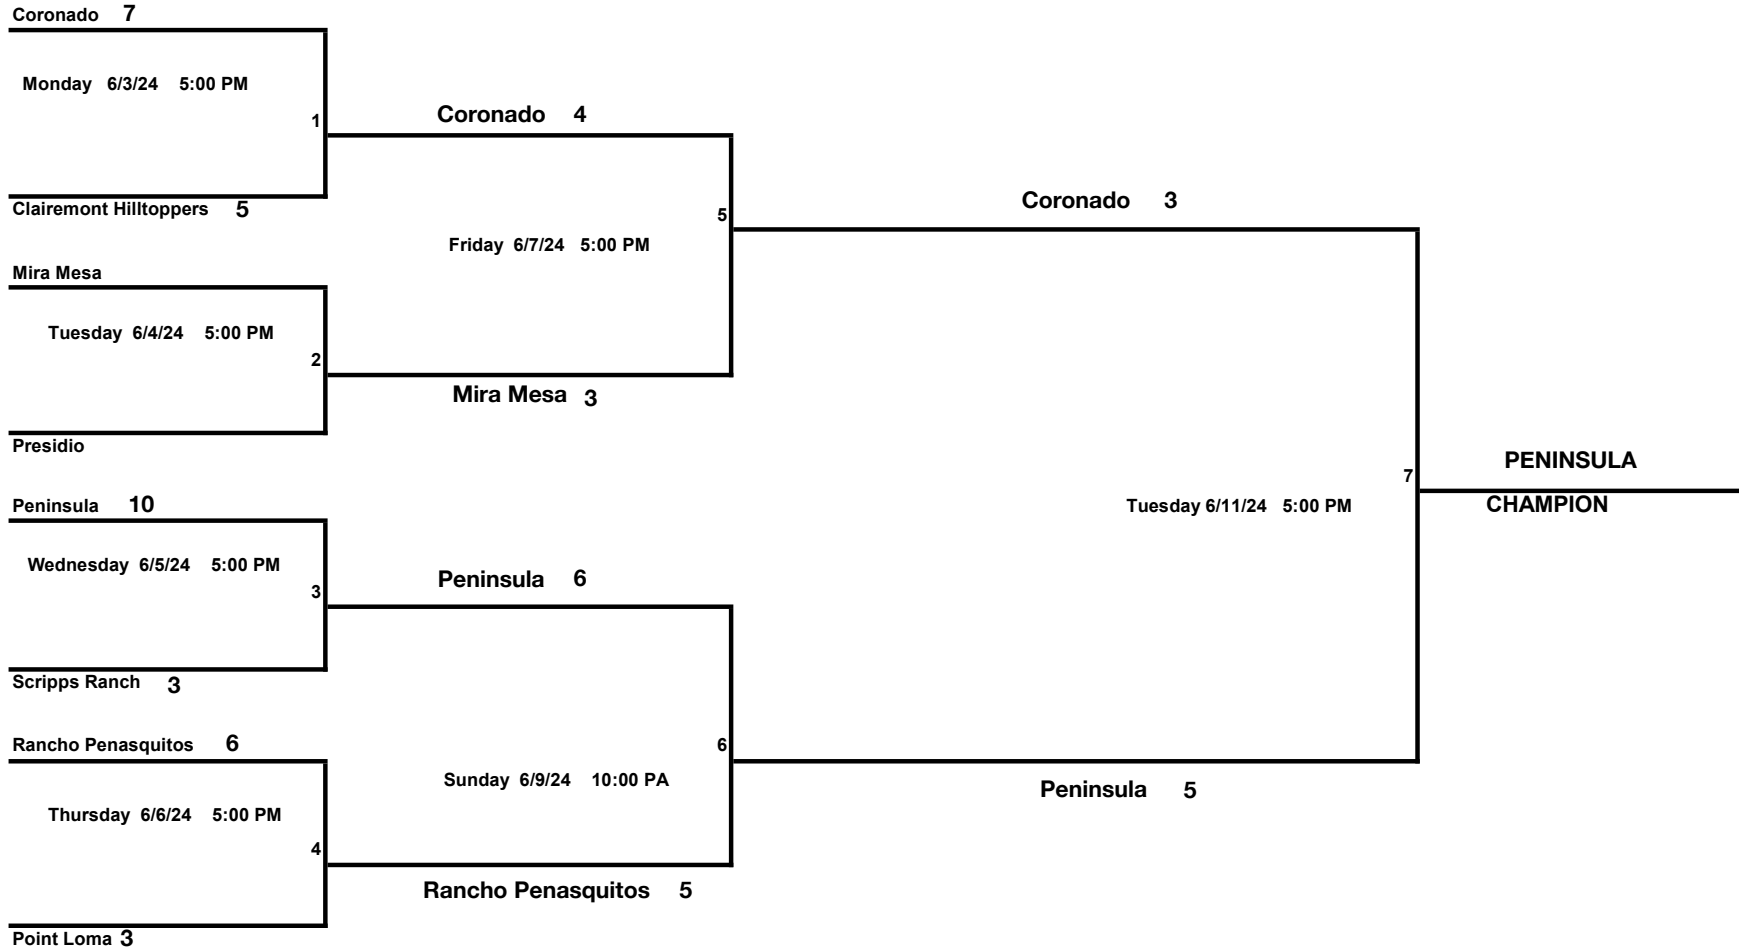 Coronado 7
Monday 6/3/24 5:00 PM
1
Clairemont Hilltoppers 5
Mira Mesa
Tuesday 6/4/24 5:00 PM
2
Presidio
Peninsula 10
Wednesday 6/5/24 5:00 PM
3
Scripps Ranch 3
Rancho Penasquitos 6
Thursday 6/6/24 5:00 PM
4
Point Loma 3
Coronado 4
5
Friday 6/7/24 5:00 PM
Mira Mesa 3
Peninsula 6
6
Sunday 6/9/24 10:00 PA
Rancho Penasquitos 5
Coronado 3
7
Tuesday 6/11/24 5:00 PM
Peninsula 5
PENINSULA
CHAMPION